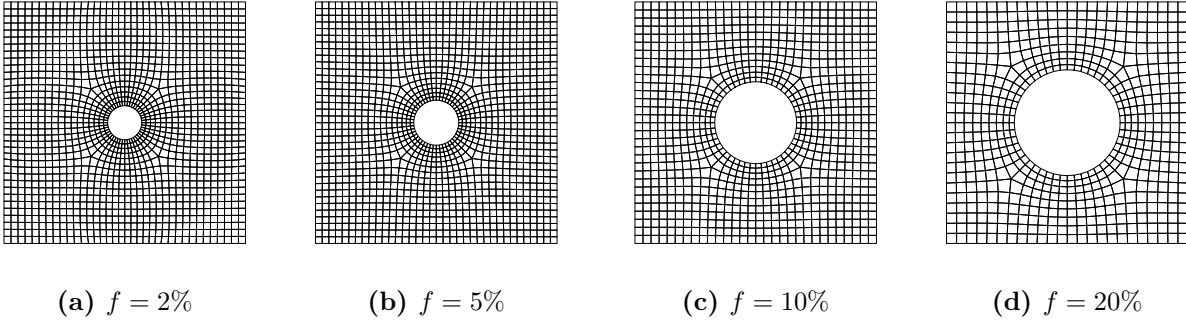 (a) f = 2%
(b) f = 5%
(c) f = 10%
(d) f = 20%